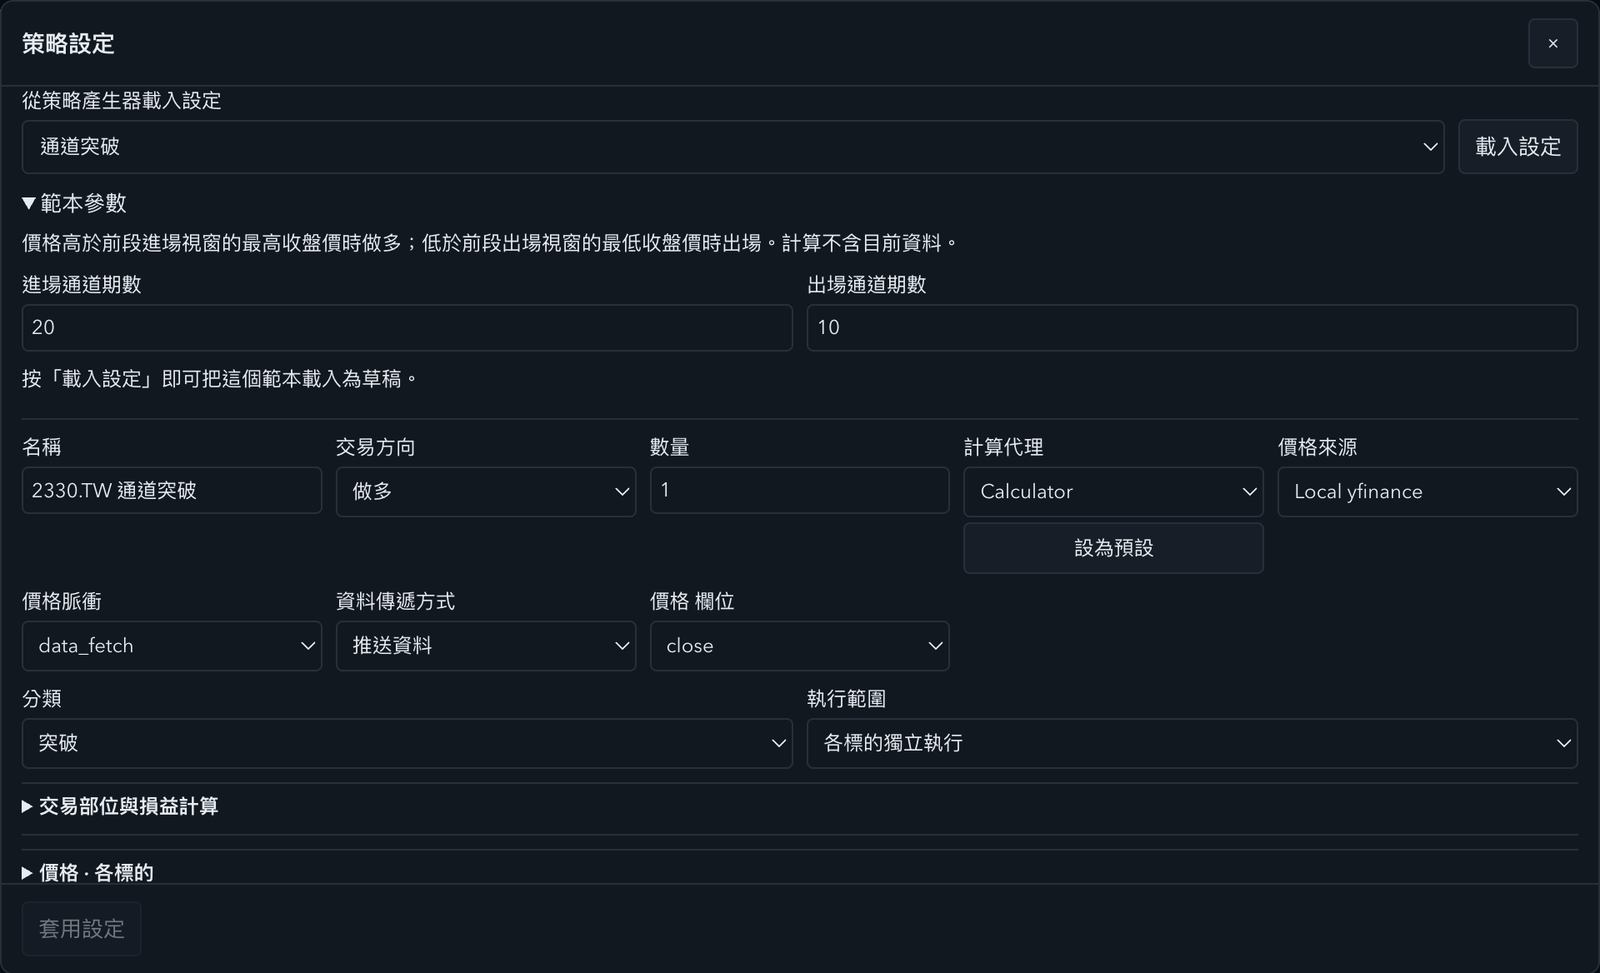 策略設定
×
從策略產生器載入設定
通道突破
載入設定
▼範本參數
價格高於前段進場視窗的最高收盤價時做多；低於前段出場視窗的最低收盤價時出場。計算不含目前資料。
進場通道期數 出場通道期數
20 10
按「載入設定」即可把這個範本載入為草稿。
名稱 交易方向 數量 計算代理 價格來源
2330.TW 通道突破 做多 1 Calculator Local yfinance
設為預設
價格脈衝 資料傳遞方式 價格 欄位
data_fetch 推送資料 close
分類 執行範圍
突破 各標的獨立執行
▶ 交易部位與損益計算
▶ 價格 · 各標的
套用設定